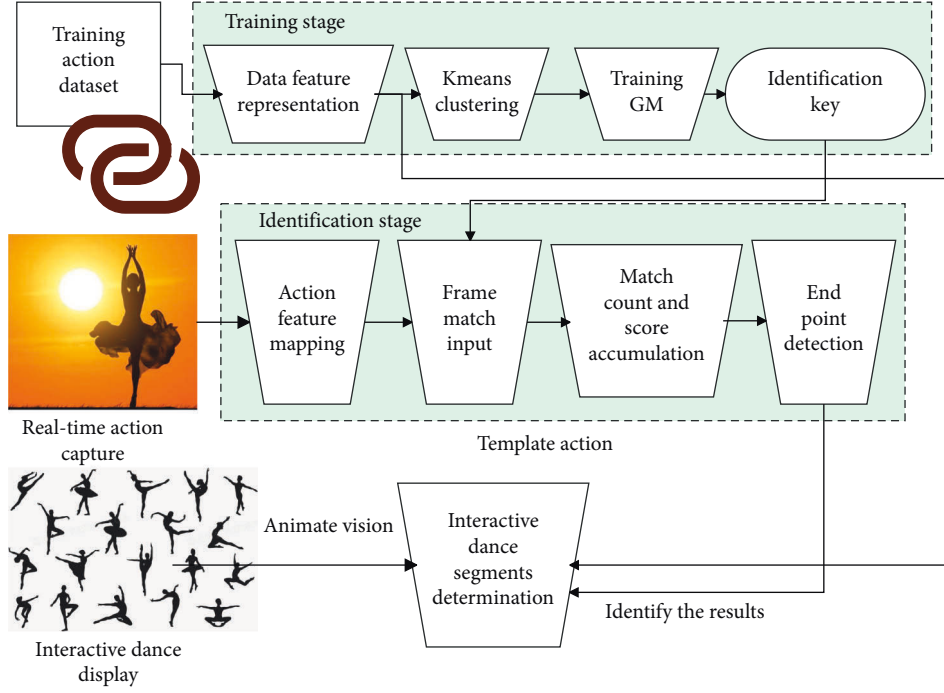 Training
action
dataset
Training stage
Data feature
representation
Kmeans
clustering
Training
GM
Identification
key
Identification stage
Action
feature
mapping
Frame
match
input
Match
count and
score
accumulation
End
point
detection
Real-time action
capture
Template action
Animate vision
Interactive
dance
segments
determination
Identify the results
Interactive dance
display